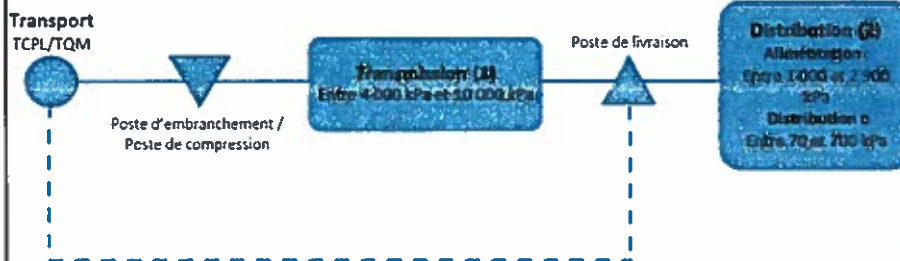 Transport
TCPL/TQM
Poste d'embranchement /
Poste de compression
Transmission (1)
Entre 4 000 kPa et 10 000 kPa
Poste de livraison
Distribution (2)
Alimentation :
Entre 1 000 et 2 900
kPa
Distribution :
Entre 70 et 700 kPa